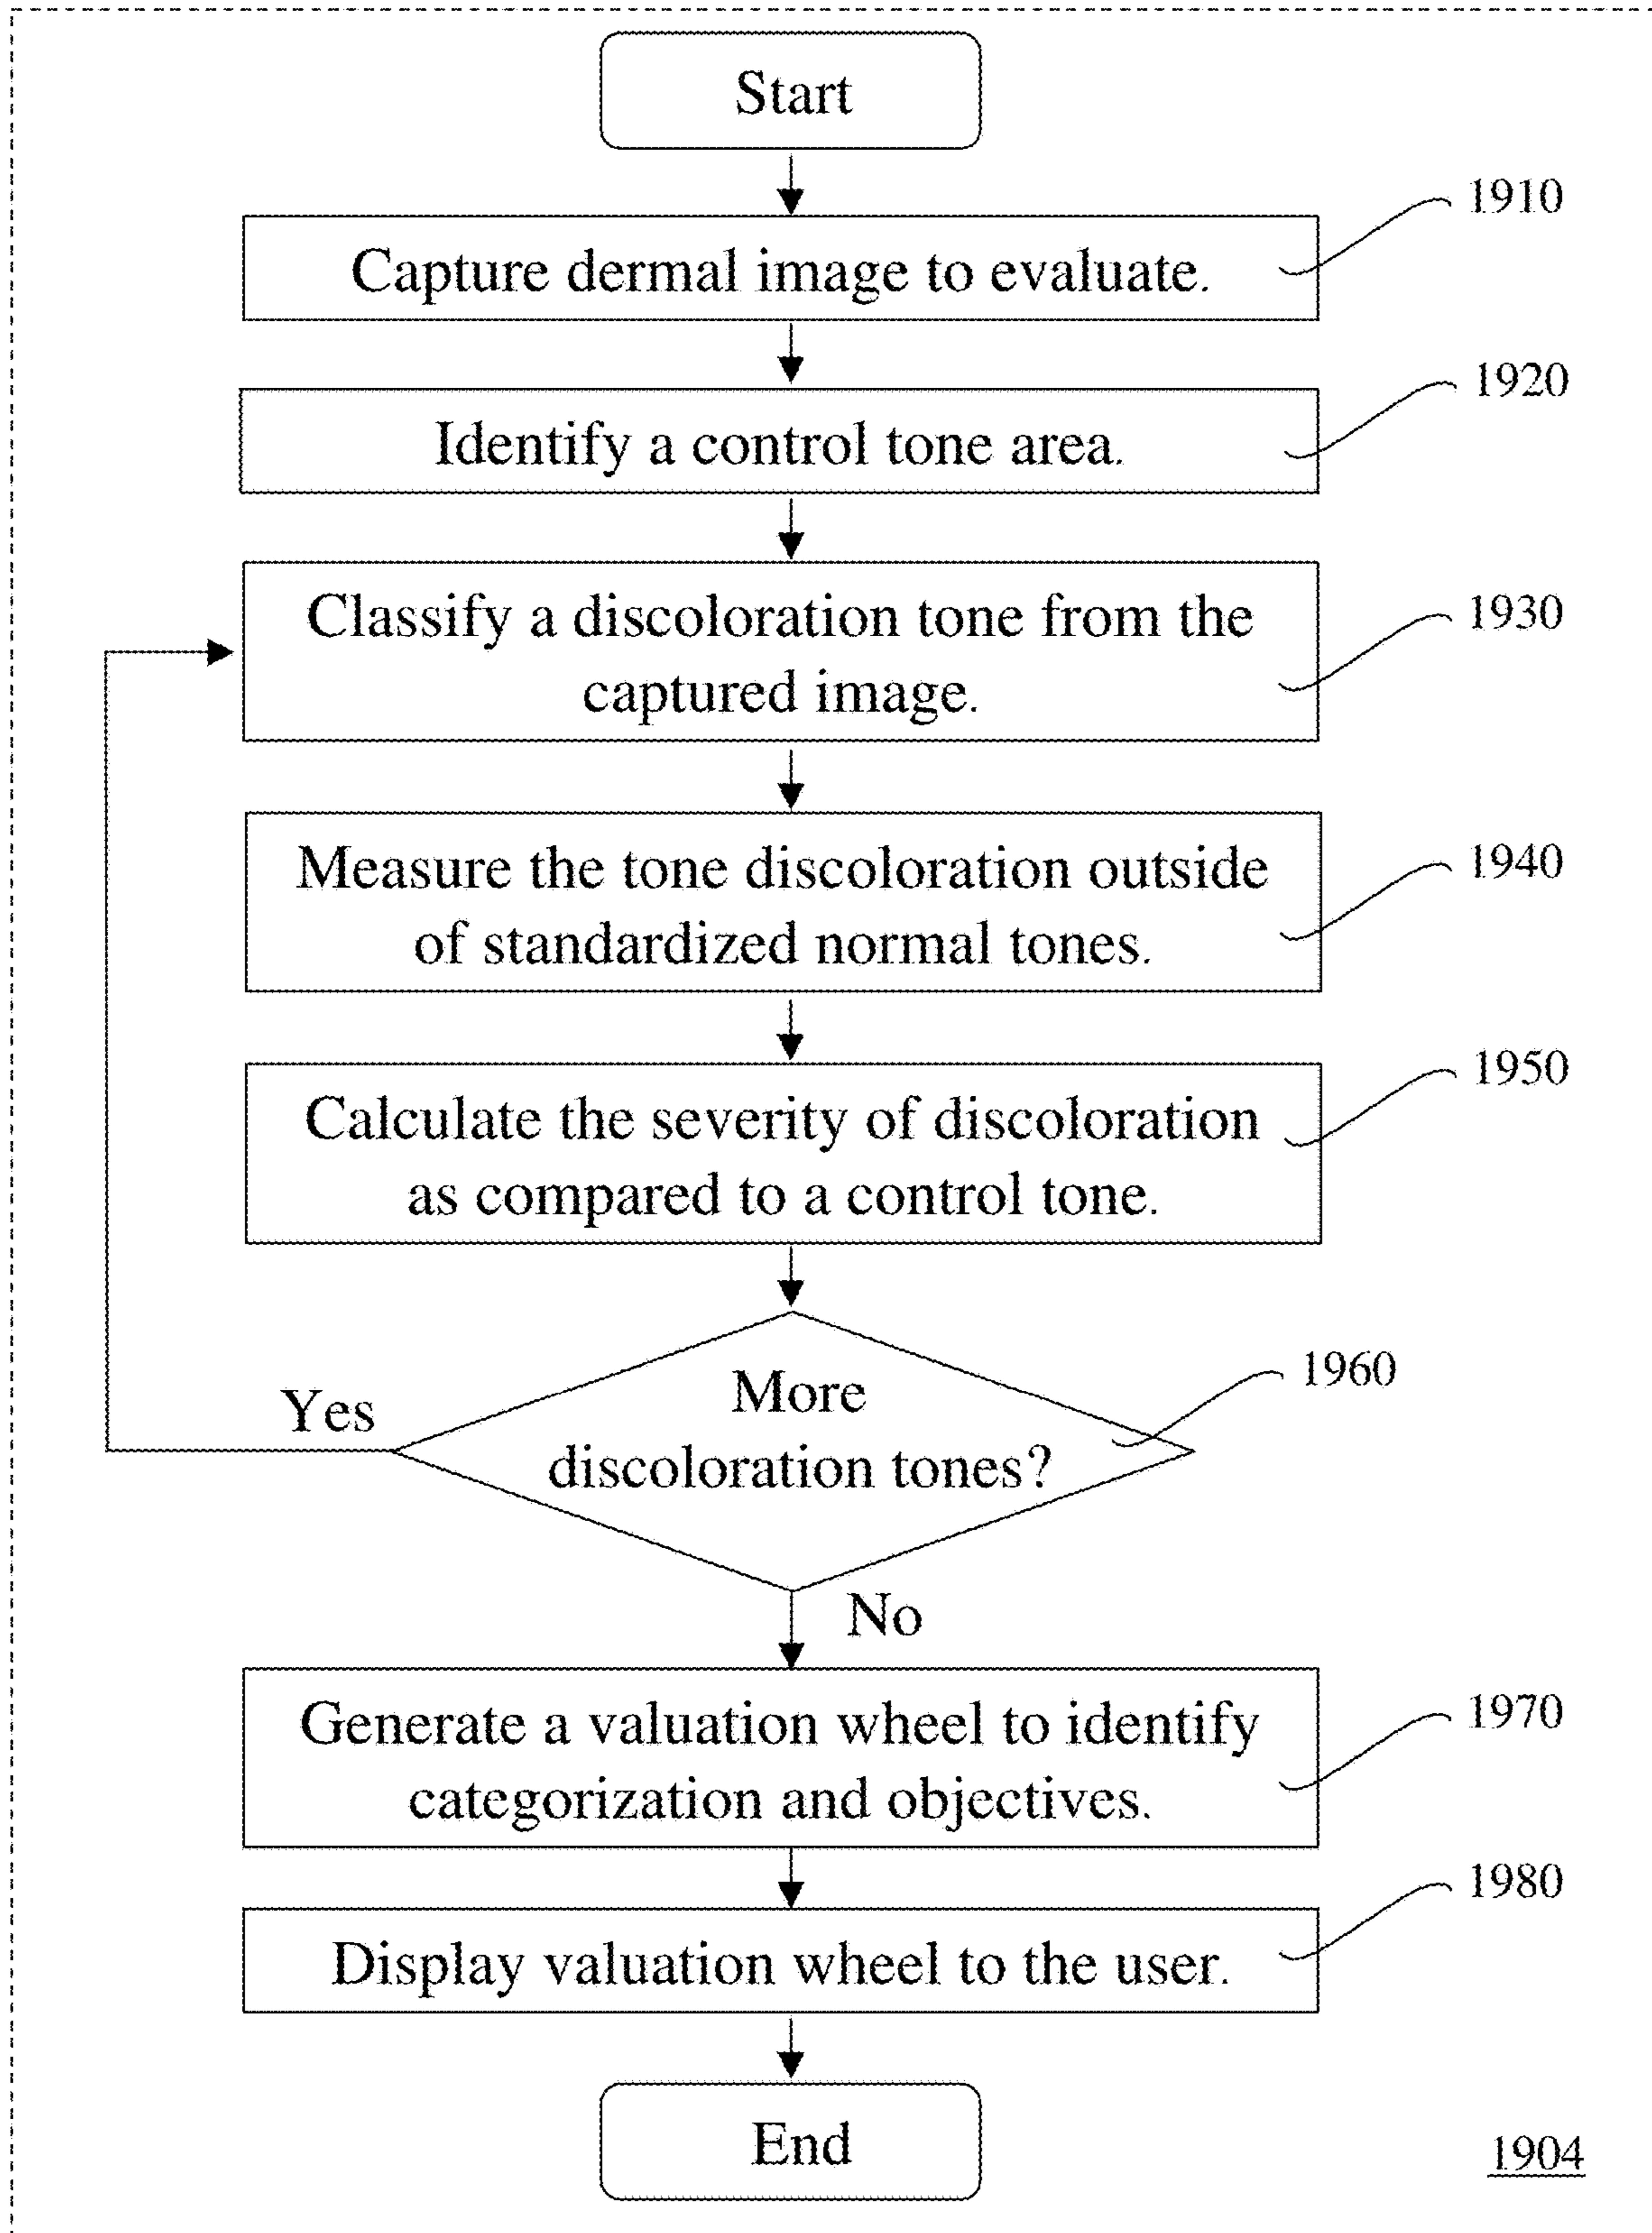 Start
1910
Capture dermal image to evaluate.
1920
Identify a control tone area.
1930
Classify a discoloration tone from the
captured image.
1940
Measure the tone discoloration outside
of standardized normal tones.
1950
Calculate the severity of discoloration
as compared to a control tone.
1960
More
discoloration tones?
Yes
No
1970
Generate a valuation wheel to identify
categorization and objectives.
1980
Display valuation wheel to the user.
End
1904